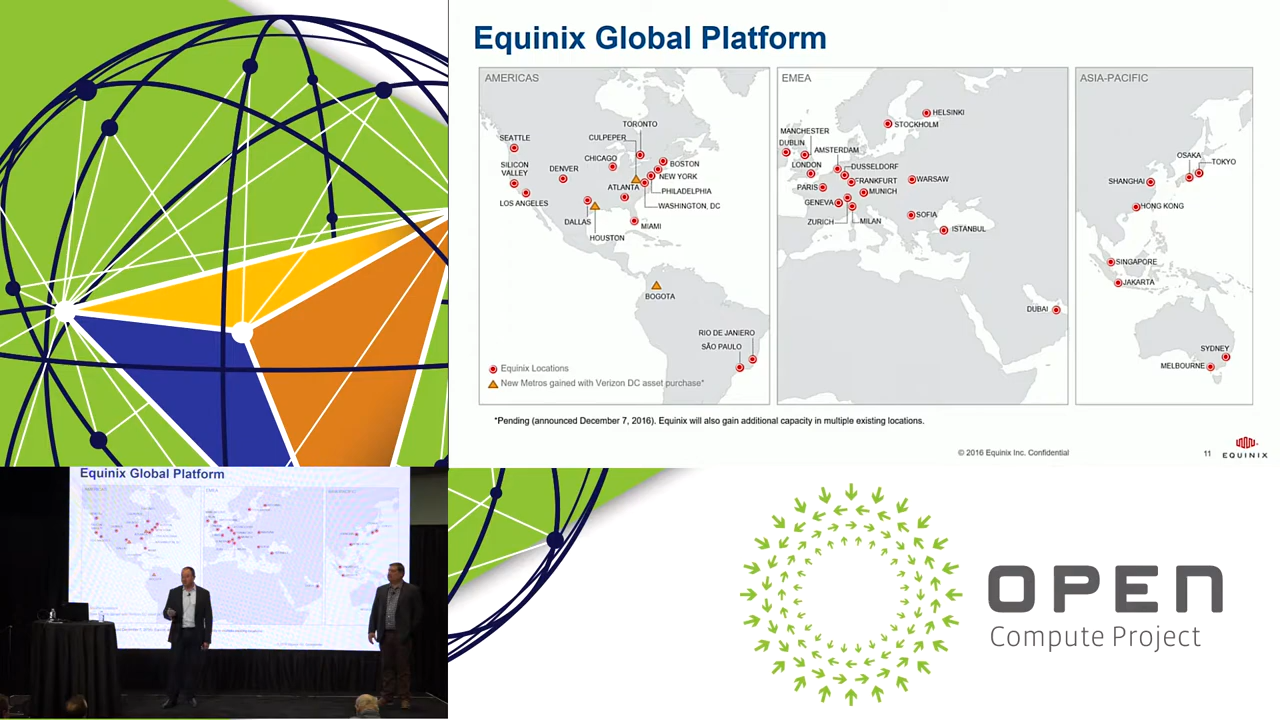 Equinix Global Platform
AMERICAS
SEATTLE
SILICON
VALLEY
LOS ANGELES
DENVER
CHICAGO
CULPEPER
TORONTO
BOSTON
NEW YORK
PHILADELPHIA
WASHINGTON, DC
ATLANTA
DALLAS
HOUSTON
MIAMI
BOGOTA
RIO DE JANIERO
SÃO PAULO
Equinix Locations
New Metros gained with Verizon DC asset purchase*
EMEA
HELSINKI
STOCKHOLM
MANCHESTER
DUBLIN
AMSTERDAM
LONDON
DUSSELDORF
FRANKFURT
WARSAW
PARIS
MUNICH
GENEVA
ZURICH
MILAN
SOFIA
ISTANBUL
DUBAI
ASIA-PACIFIC
OSAKA
TOKYO
SHANGHAI
HONG KONG
SINGAPORE
JAKARTA
SYDNEY
MELBOURNE
*Pending (announced December 7, 2016). Equinix will also gain additional capacity in multiple existing locations.
© 2016 Equinix Inc. Confidential
11
EQUINIX
Equinix Global Platform
OPEN
Compute Project